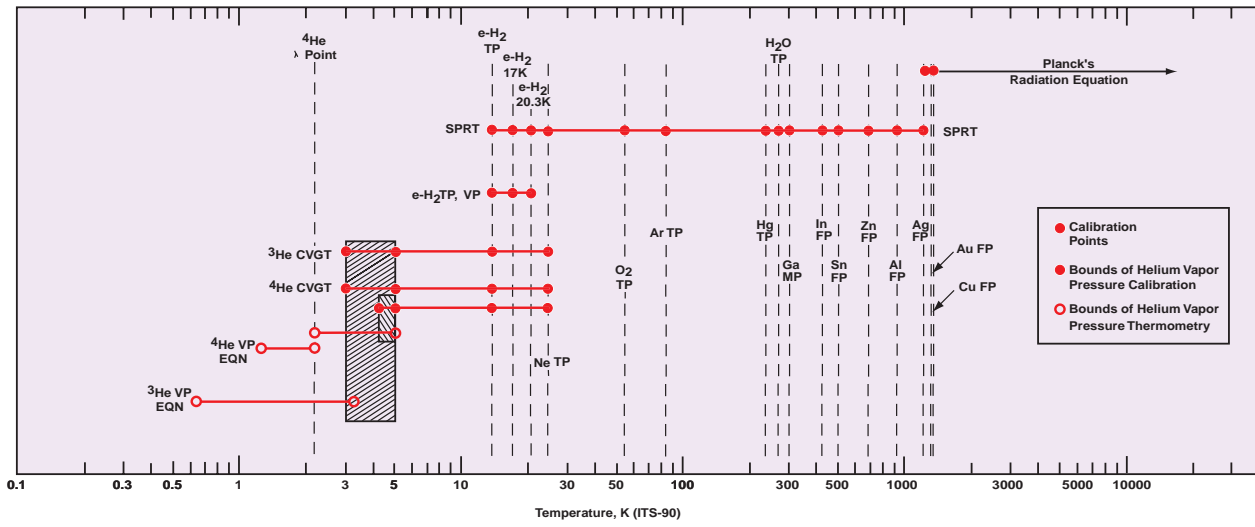 ⁴He
λ Point
e-H₂
TP
e-H₂
17K
e-H₂
20.3K
H₂O
TP
Planck's
Radiation Equation
SPRT
SPRT
e-H₂TP, VP
³He CVGT
⁴He CVGT
⁴He VP
EQN
³He VP
EQN
Ne TP
O2
TP
Ar TP
Hg
TP
Ga
MP
In
FP
Sn
FP
Zn
FP
Al
FP
Ag
FP
Au FP
Cu FP
Calibration
Points
Bounds of Helium Vapor
Pressure Calibration
Bounds of Helium Vapor
Pressure Thermometry
0.1 0.3 0.5 1 3 5 10 30 50 100 300 500 1000 3000 5000 10000
Temperature, K (ITS-90)